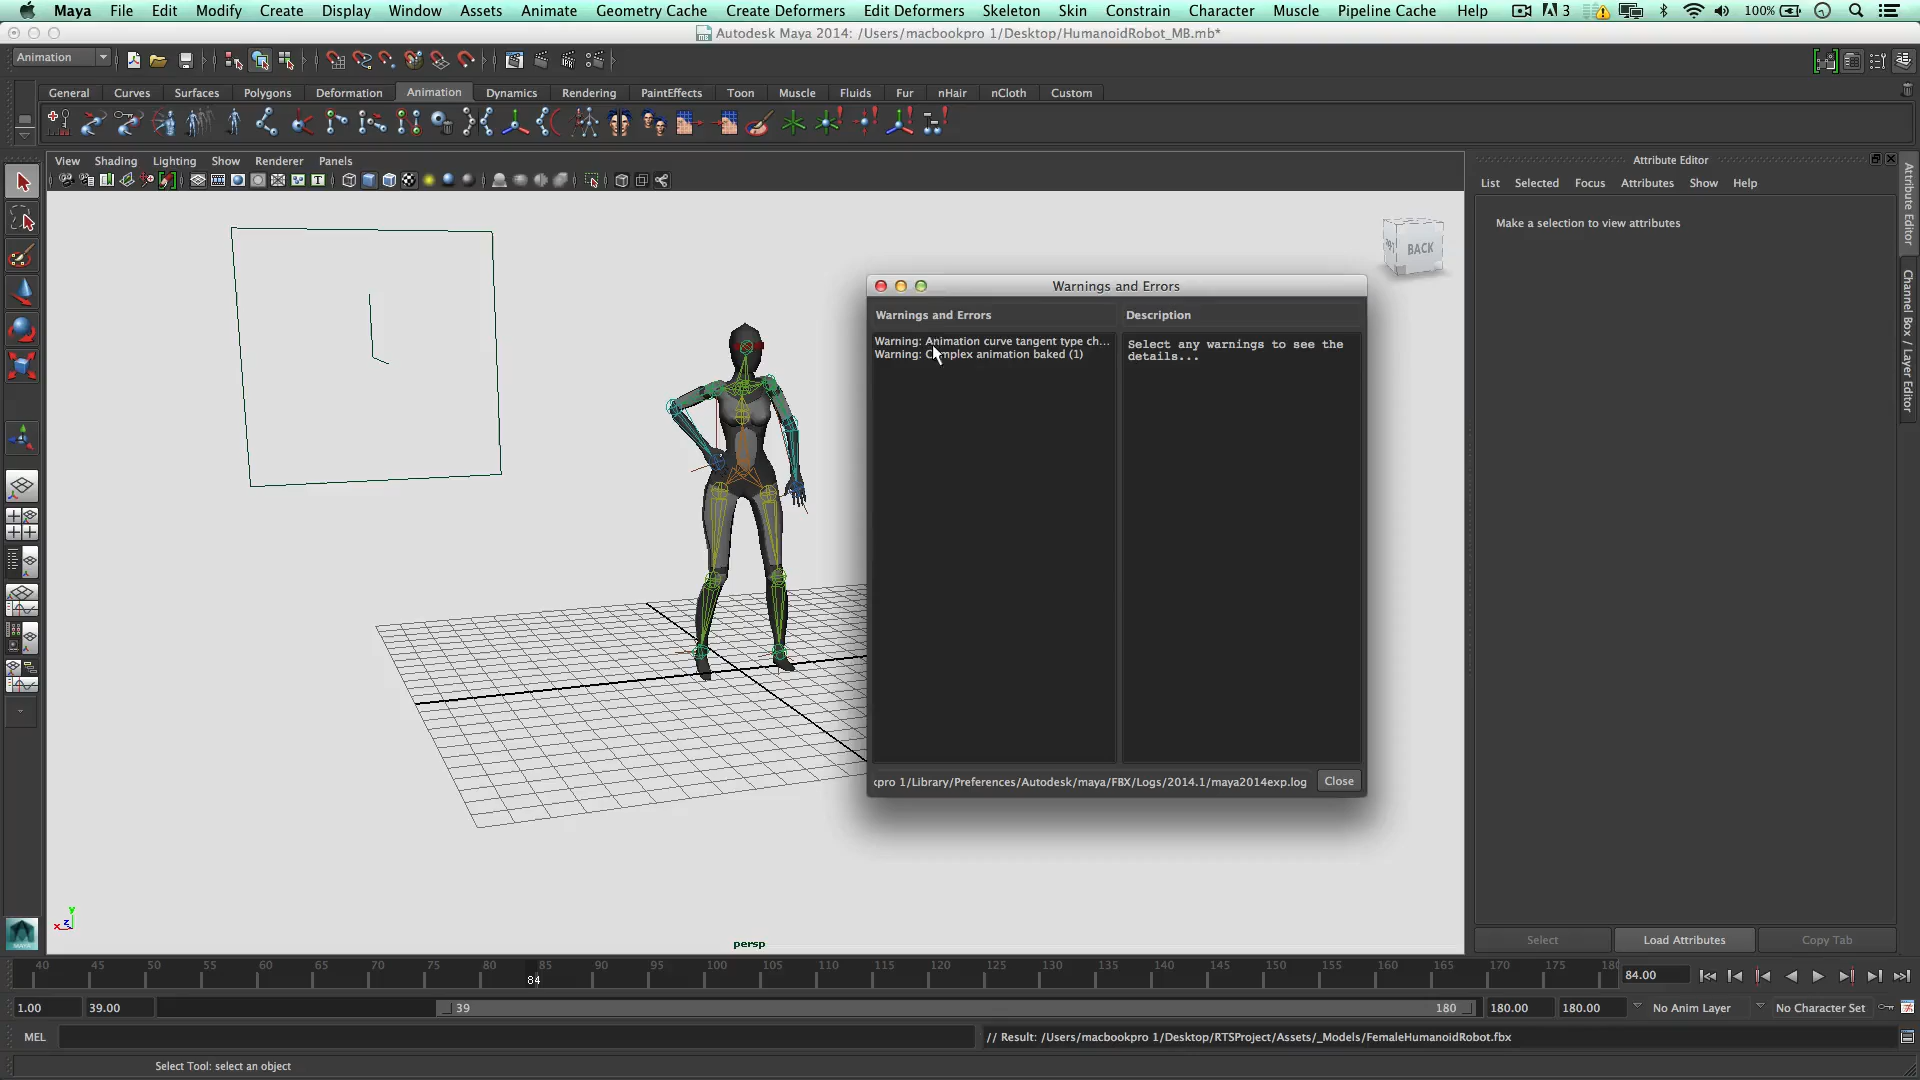 Maya File Edit Modify Create Display Window Assets Animate Geometry Cache Create Deformers Edit Deformers Skeleton Skin Constrain Character Muscle Pipeline Cache Help 3 100%
Autodesk Maya 2014: /Users/macbookpro 1/Desktop/HumanoidRobot_MB.mb*
Animation
General Curves Surfaces Polygons Deformation Animation Dynamics Rendering PaintEffects Toon Muscle Fluids Fur nHair nCloth Custom
View Shading Lighting Show Renderer Panels
Attribute Editor
List Selected Focus Attributes Show Help
Make a selection to view attributes
Attribute Editor
Channel Box / Layer Editor
BACK
Warnings and Errors
Warnings and Errors Description
Warning: Animation curve tangent type ch...
Warning: Complex animation baked (1)
Select any warnings to see the
details...
kpro 1/Library/Preferences/Autodesk/maya/FBX/Logs/2014.1/maya2014exp.log Close
y
z
x
persp
Select Load Attributes Copy Tab
40 45 50 55 60 65 70 75 80 85 90 95 100 105 110 115 120 125 130 135 140 145 150 155 160 165 170 175 180
84
84.00
1.00 39.00 39 180 180.00 180.00 No Anim Layer No Character Set
MEL // Result: /Users/macbookpro 1/Desktop/RTSProject/Assets/_Models/FemaleHumanoidRobot.fbx
Select Tool: select an object